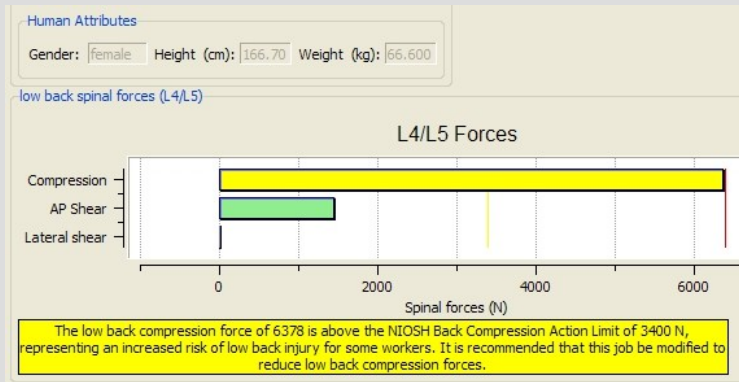 Human Attributes
Gender: female Height (cm): 166.70 Weight (kg): 66.600
low back spinal forces (L4/L5)
L4/L5 Forces
Compression
AP Shear
Lateral shear
0 2000 4000 6000
Spinal forces (N)
The low back compression force of 6378 is above the NIOSH Back Compression Action Limit of 3400 N,
representing an increased risk of low back injury for some workers. It is recommended that this job be modified to
reduce low back compression forces.